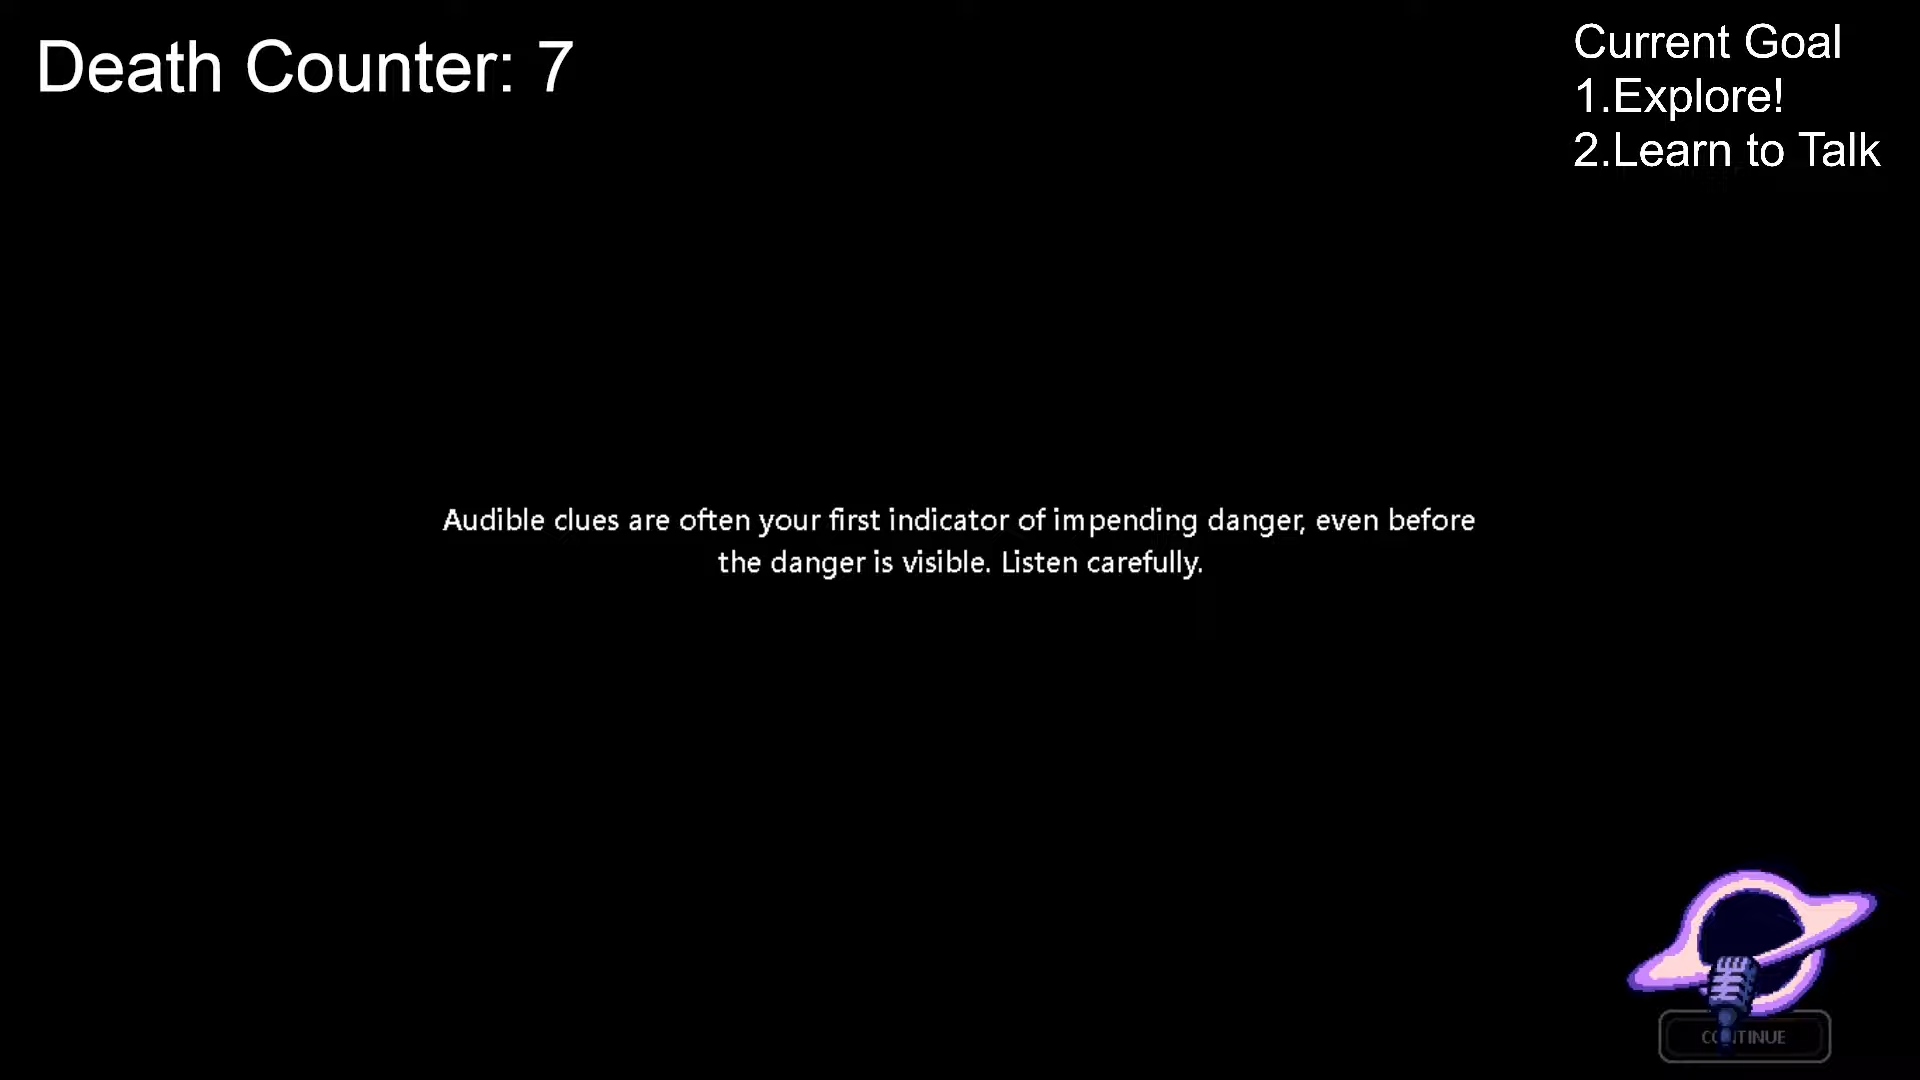 Death Counter: 7
Current Goal
1.Explore!
2.Learn to Talk
Audible clues are often your first indicator of impending danger, even before
the danger is visible. Listen carefully.
CONTINUE